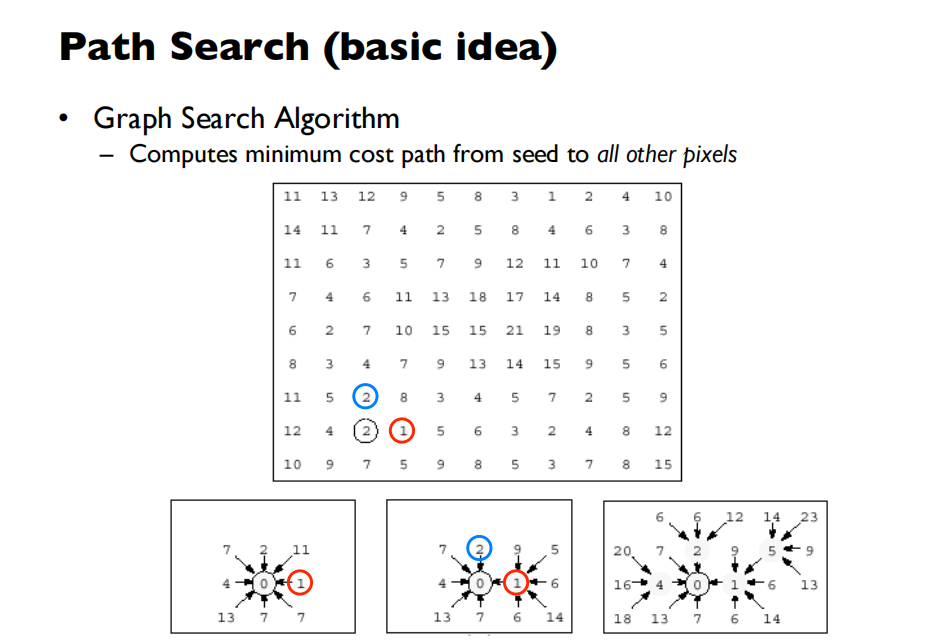 Path Search (basic idea)
• Graph Search Algorithm
– Computes minimum cost path from seed to all other pixels
11 13 12 9 5 8 3 1 2 4 10
14 11 7 4 2 5 8 4 6 3 8
11 6 3 5 7 9 12 11 10 7 4
7 4 6 11 13 18 17 14 8 5 2
6 2 7 10 15 15 21 19 8 3 5
8 3 4 7 9 13 14 15 9 5 6
11 5 2 8 3 4 5 7 2 5 9
12 4 2 1 5 6 3 2 4 8 12
10 9 7 5 9 8 5 3 7 8 15
7 2 11
4 0 1
13 7 7
7 2 9 5
4 0 1 6
13 7 6 14
6 6 12 14 23
20 7 2 9 5 9
16 4 0 1 6 13
18 13 7 6 14